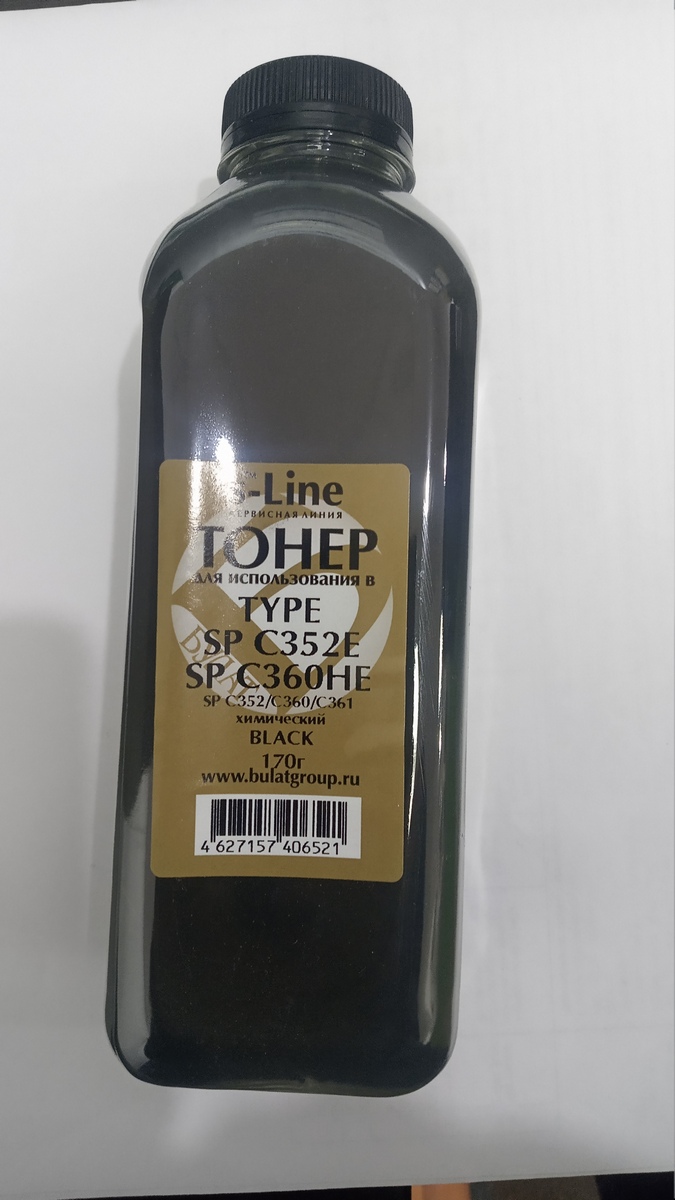 s-Line
СЕРВИСНАЯ ЛИНИЯ
ТОНЕР
ДЛЯ ИСПОЛЬЗОВАНИЯ В
TYPE
SP C352E
SP C360HE
SP C352/C360/C361
химический
BLACK
170г
www.bulatgroup.ru
4 627157 406521
БУЛАТ